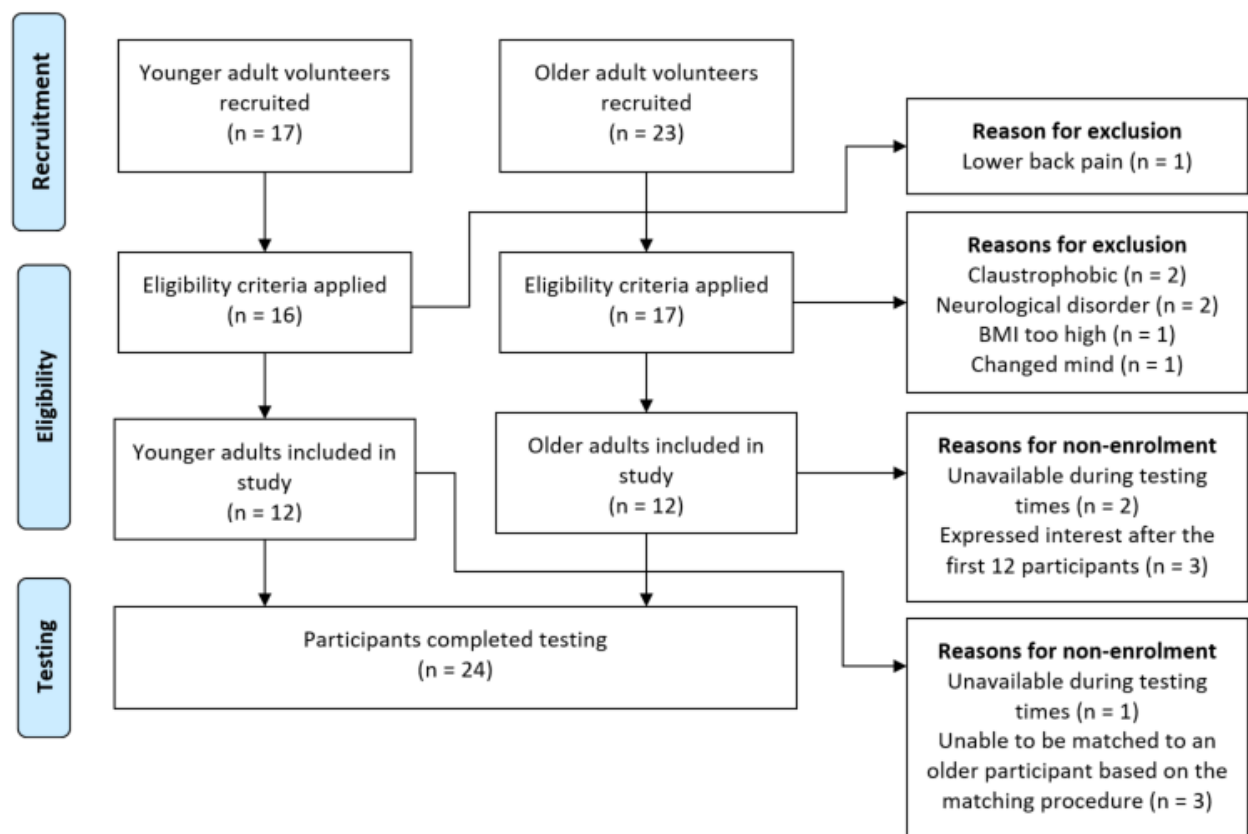 Recruitment
Younger adult volunteers
recruited
(n = 17)
Older adult volunteers
recruited
(n = 23)
Reason for exclusion
Lower back pain (n = 1)
Eligibility
Eligibility criteria applied
(n = 16)
Eligibility criteria applied
(n = 17)
Reasons for exclusion
Claustrophobic (n = 2)
Neurological disorder (n = 2)
BMI too high (n = 1)
Changed mind (n = 1)
Younger adults included in
study
(n = 12)
Older adults included in
study
(n = 12)
Reasons for non-enrolment
Unavailable during testing
times (n = 2)
Expressed interest after the
first 12 participants (n = 3)
Testing
Participants completed testing
(n = 24)
Reasons for non-enrolment
Unavailable during testing
times (n = 1)
Unable to be matched to an
older participant based on the
matching procedure (n = 3)